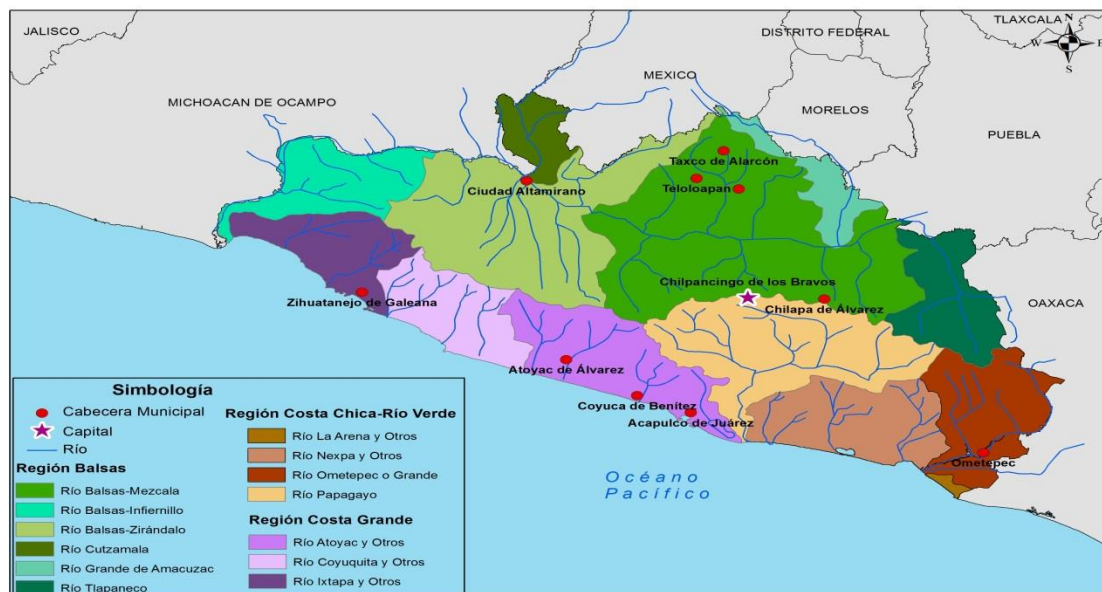 JALISCO
TLAXCALA
DISTRITO FEDERAL
N
W
E
S
MEXICO
MICHOACAN DE OCAMPO
MORELOS
PUEBLA
Taxco de Alarcón
Ciudad Altamirano
Teloloapan
Chilpancingo de los Bravos
Zihuatanejo de Galeana
Chilapa de Álvarez
OAXACA
Atoyac de Álvarez
Coyuca de Benítez
Acapulco de Juárez
Ometepec
Océano
Pacífico
Simbología
Cabecera Municipal
Capital
Río
Región Balsas
Río Balsas-Mezcala
Río Balsas-Infiernillo
Río Balsas-Zirándalo
Río Cutzamala
Río Grande de Amacuzac
Río Tlapaneco
Región Costa Chica-Río Verde
Río La Arena y Otros
Río Nexpa y Otros
Río Ometepec o Grande
Río Papagayo
Región Costa Grande
Río Atoyac y Otros
Río Coyuquita y Otros
Río Ixtapa y Otros